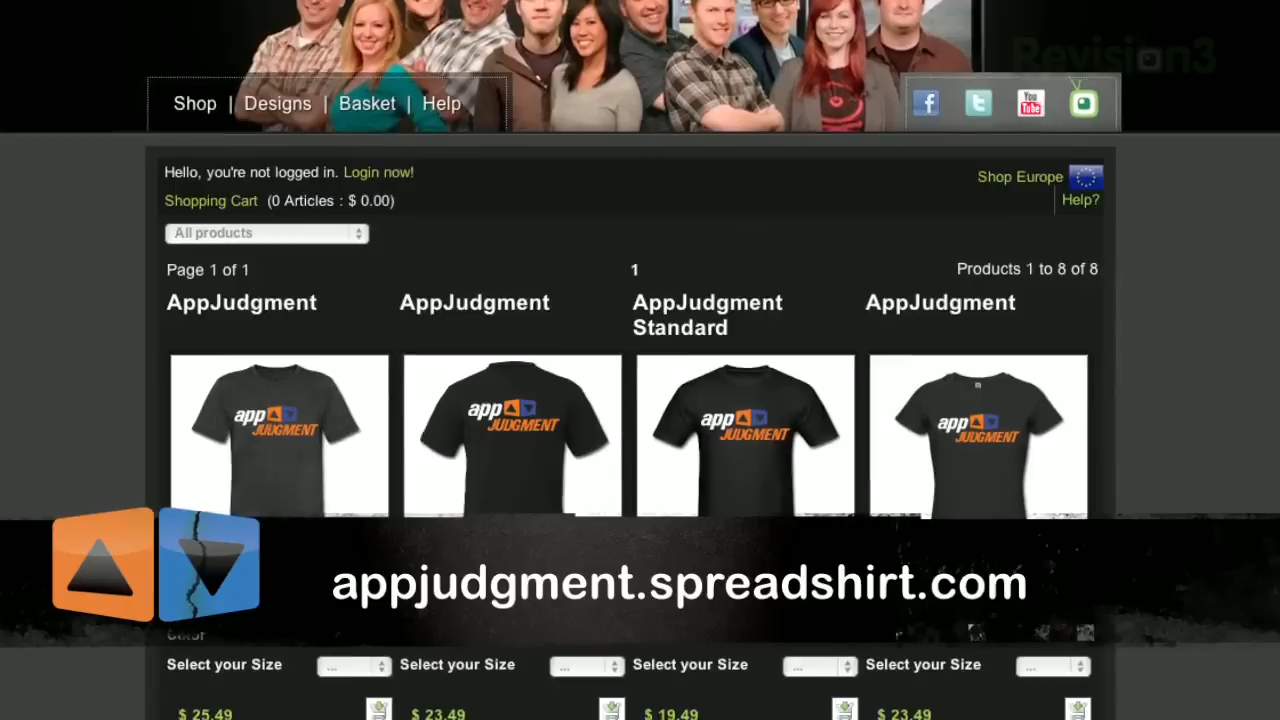 Revision3
Shop | Designs | Basket | Help
f t You Tube
Hello, you're not logged in. Login now!
Shop Europe
Shopping Cart (0 Articles : $ 0.00)
Help?
All products
Page 1 of 1 1 Products 1 to 8 of 8
AppJudgment AppJudgment AppJudgment Standard AppJudgment
app JUDGMENT app JUDGMENT app JUDGMENT app JUDGMENT
appjudgment.spreadshirt.com
Color
Select your Size ... Select your Size ... Select your Size ... Select your Size ...
$ 25.49 $ 23.49 $ 19.49 $ 23.49